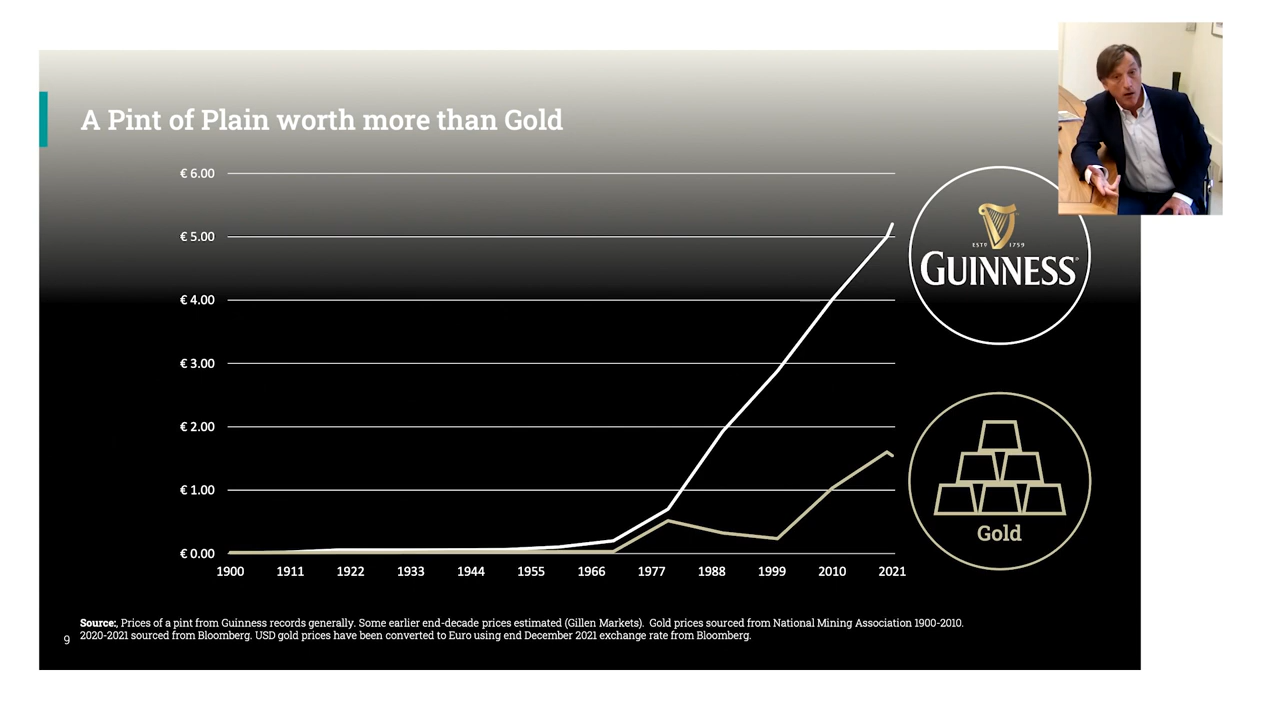 A Pint of Plain worth more than Gold
€ 6.00
€ 5.00
€ 4.00
€ 3.00
€ 2.00
€ 1.00
€ 0.00
1900 1911 1922 1933 1944 1955 1966 1977 1988 1999 2010 2021
ESTD 1759
GUINNESS
Gold
Source:, Prices of a pint from Guinness records generally. Some earlier end-decade prices estimated (Gillen Markets). Gold prices sourced from National Mining Association 1900-2010.
2020-2021 sourced from Bloomberg. USD gold prices have been converted to Euro using end December 2021 exchange rate from Bloomberg.
9